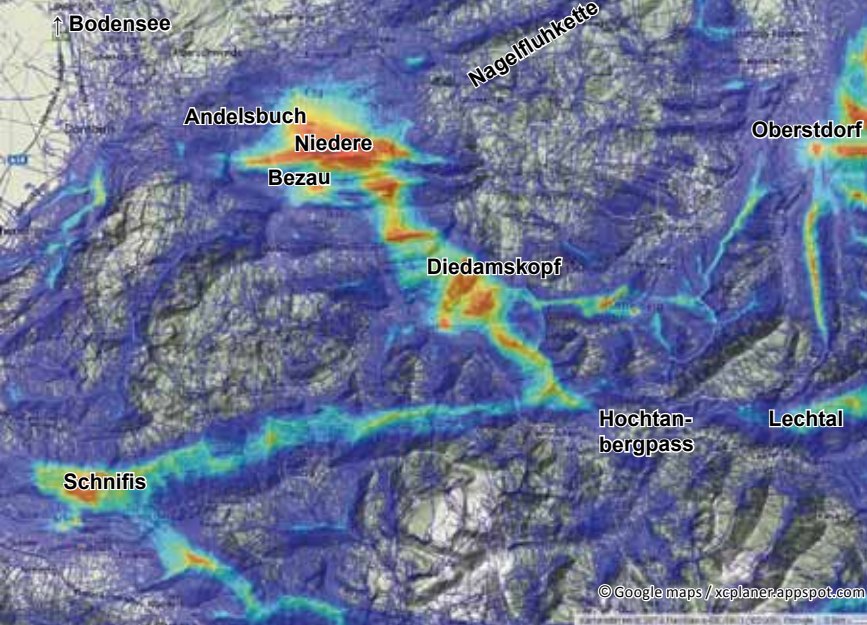 ↑ Bodensee
Nagelfluhkette
Andelsbuch
Niedere
Oberstdorf
Bezau
Diedamskopf
Hochtan-
bergpass
Lechtal
Schnifis
© Google maps / xcplaner.appspot.com